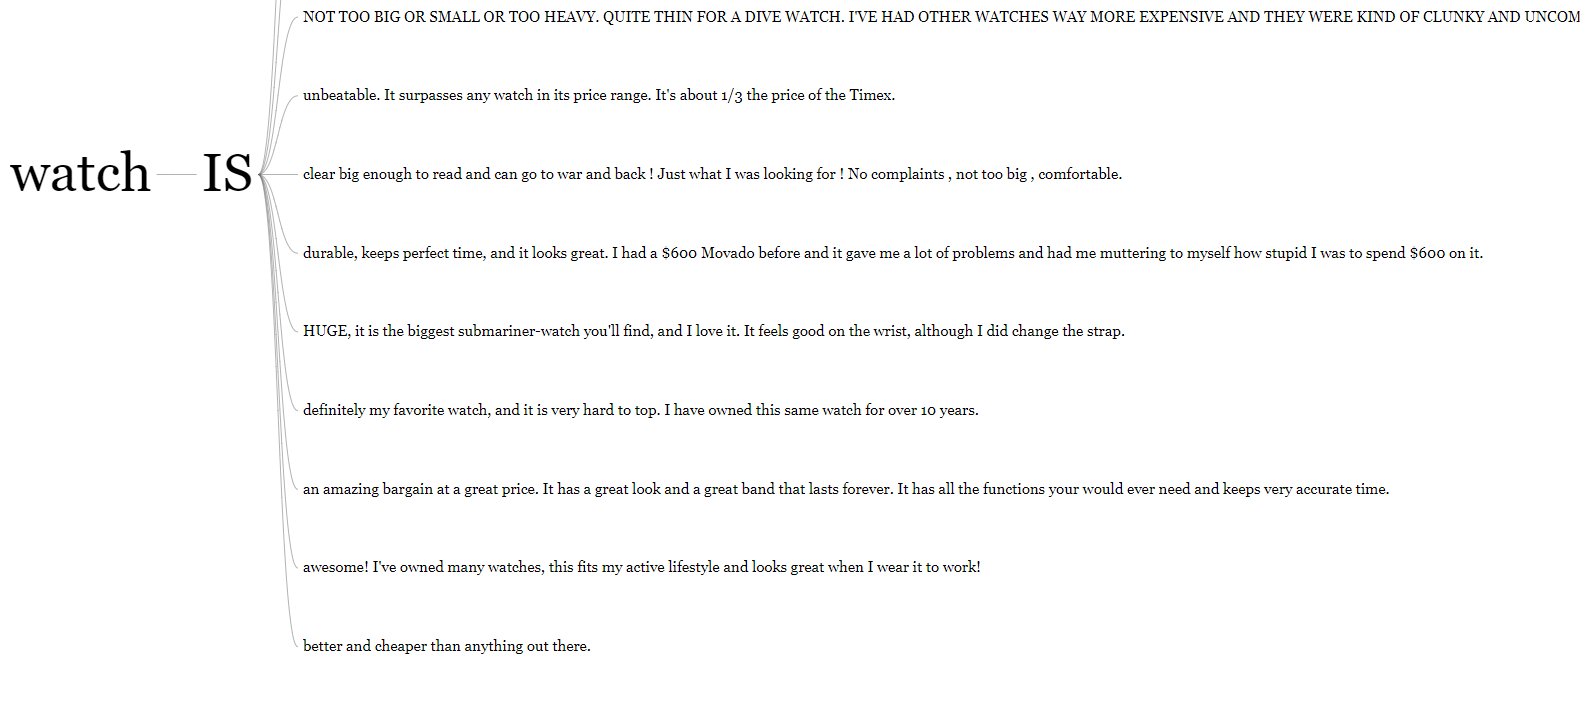 NOT TOO BIG OR SMALL OR TOO HEAVY. QUITE THIN FOR A DIVE WATCH. I'VE HAD OTHER WATCHES WAY MORE EXPENSIVE AND THEY WERE KIND OF CLUNKY AND UNCOM
unbeatable. It surpasses any watch in its price range. It's about 1/3 the price of the Timex.
watch IS
clear big enough to read and can go to war and back ! Just what I was looking for ! No complaints , not too big , comfortable.
durable, keeps perfect time, and it looks great. I had a $600 Movado before and it gave me a lot of problems and had me muttering to myself how stupid I was to spend $600 on it.
HUGE, it is the biggest submariner-watch you'll find, and I love it. It feels good on the wrist, although I did change the strap.
definitely my favorite watch, and it is very hard to top. I have owned this same watch for over 10 years.
an amazing bargain at a great price. It has a great look and a great band that lasts forever. It has all the functions your would ever need and keeps very accurate time.
awesome! I've owned many watches, this fits my active lifestyle and looks great when I wear it to work!
better and cheaper than anything out there.